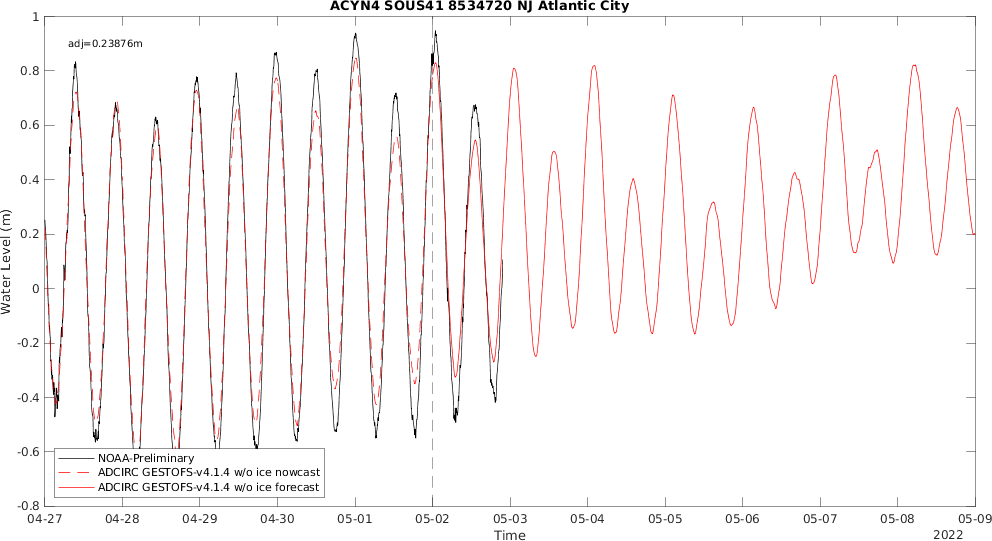 ACYN4 SOUS41 8534720 NJ Atlantic City
adj=0.23876m
Water Level (m)
1
0.8
0.6
0.4
0.2
0
-0.2
-0.4
-0.6
-0.8
NOAA-Preliminary
ADCIRC GESTOFS-v4.1.4 w/o ice nowcast
ADCIRC GESTOFS-v4.1.4 w/o ice forecast
04-27 04-28 04-29 04-30 05-01 05-02 05-03 05-04 05-05 05-06 05-07 05-08 05-09
Time
2022